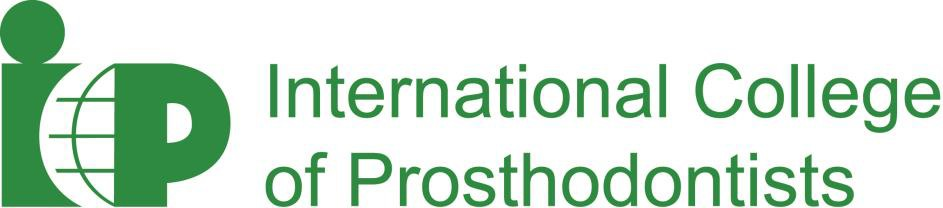 iCP
International College
of Prosthodontists